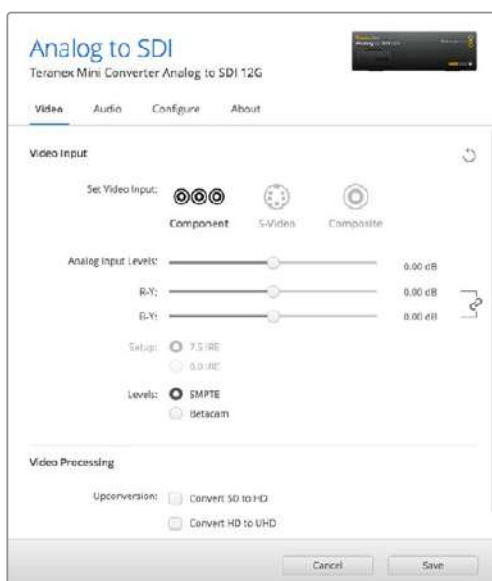 Analog to SDI
Teranex Mini Converter Analog to SDI 12G
Video Audio Configure About
Video Input
Set Video Input:
Component S-Video Composite
Analog Input Levels: 0.00 dB
R-Y: 0.00 dB
B-Y: 0.00 dB
Setup: 7.5 IRE
0.0 IRE
Levels: SMPTE
Betacam
Video Processing
Upconversion: Convert SD to HD
Convert HD to UHD
Cancel Save